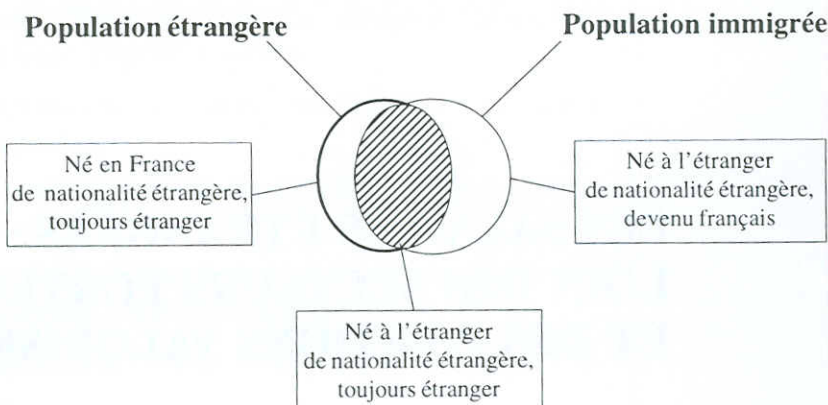 Population étrangère
Population immigrée
Né en France
de nationalité étrangère,
toujours étranger
Né à l'étranger
de nationalité étrangère,
devenu français
Né à l'étranger
de nationalité étrangère,
toujours étranger